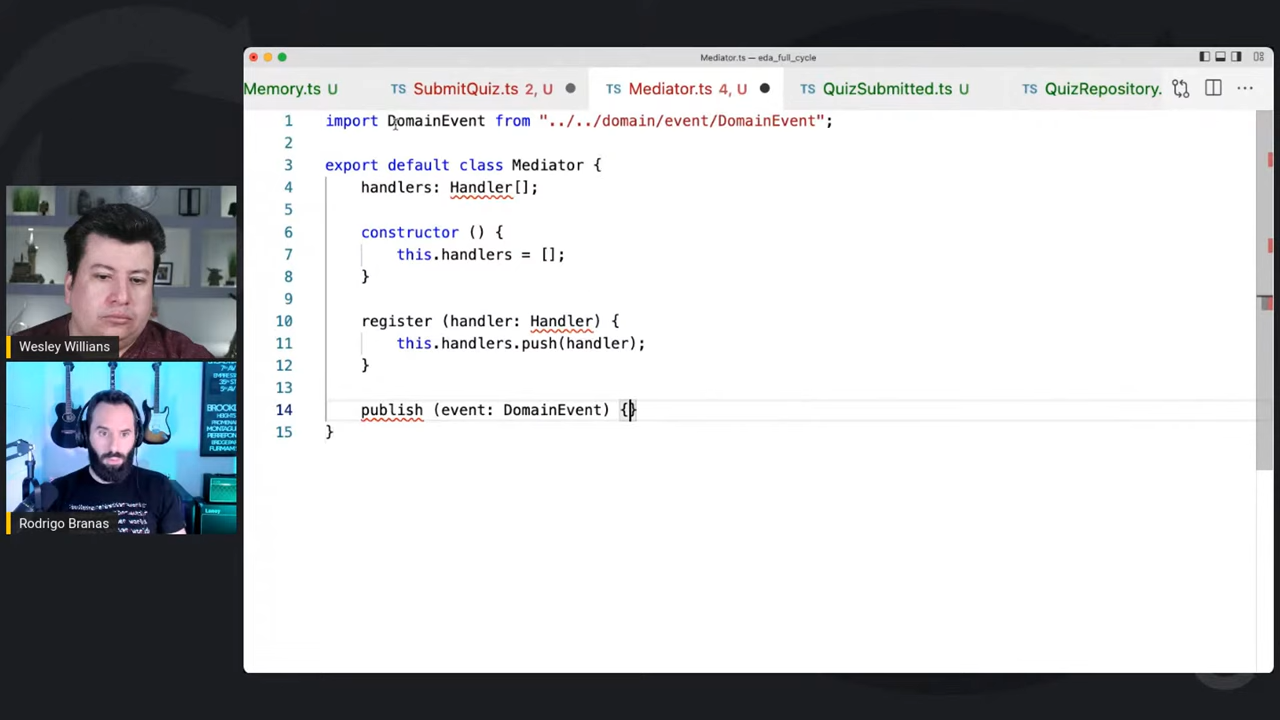 Mediator.ts — eda_full_cycle
Memory.ts U
TS SubmitQuiz.ts 2, U
TS Mediator.ts 4, U
TS QuizSubmitted.ts U
TS QuizRepository.
1 import DomainEvent from "../../domain/event/DomainEvent";
2
3 export default class Mediator {
4 handlers: Handler[];
5
6 constructor () {
7 this.handlers = [];
8 }
9
10 register (handler: Handler) {
11 this.handlers.push(handler);
12 }
13
14 publish (event: DomainEvent) {}
15 }
Wesley Willians
Rodrigo Branas